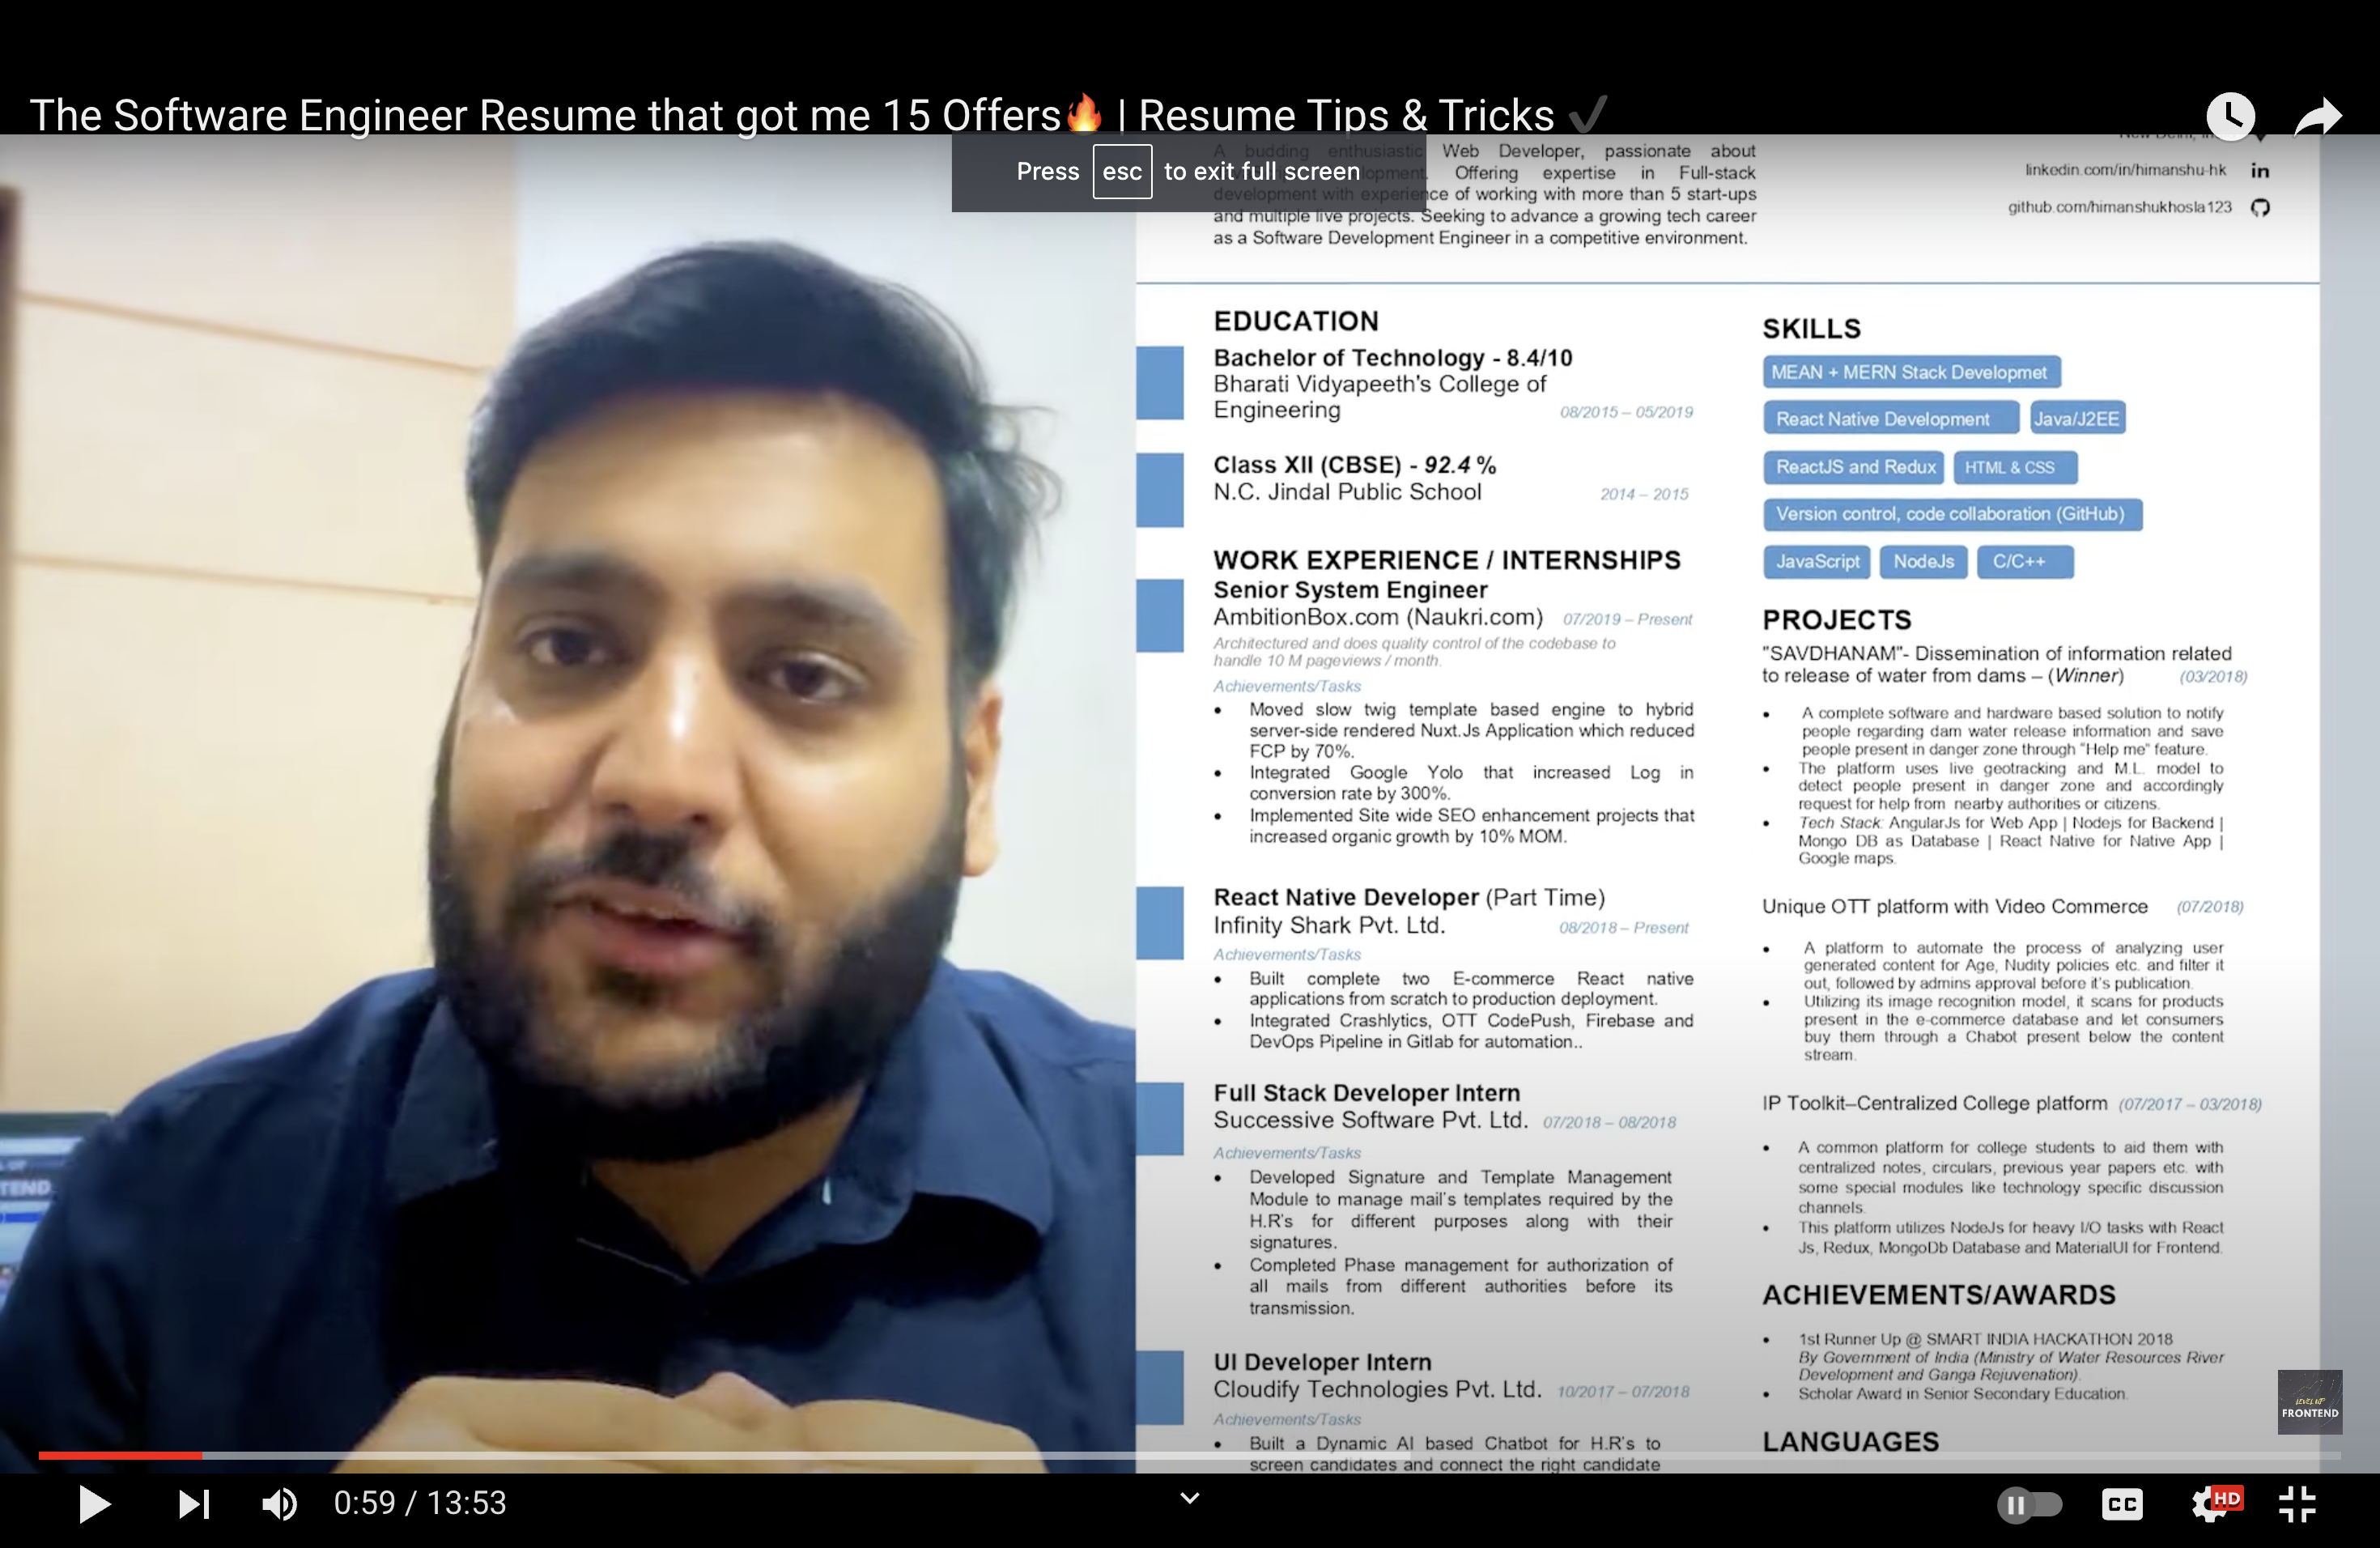 The Software Engineer Resume that got me 15 Offers🔥 | Resume Tips & Tricks ✔
Press esc to exit full screen
A budding enthusiastic Web Developer, passionate about
development. Offering expertise in Full-stack
development with experience of working with more than 5 start-ups
and multiple live projects. Seeking to advance a growing tech career
as a Software Development Engineer in a competitive environment.
linkedin.com/in/himanshu-hk in
github.com/himanshukhosla123
EDUCATION
Bachelor of Technology - 8.4/10
Bharati Vidyapeeth's College of
Engineering 08/2015 – 05/2019
Class XII (CBSE) - 92.4 %
N.C. Jindal Public School 2014 – 2015
WORK EXPERIENCE / INTERNSHIPS
Senior System Engineer
AmbitionBox.com (Naukri.com) 07/2019 – Present
Architectured and does quality control of the codebase to
handle 10 M pageviews / month.
Achievements/Tasks
• Moved slow twig template based engine to hybrid
server-side rendered Nuxt.Js Application which reduced
FCP by 70%.
• Integrated Google Yolo that increased Log in
conversion rate by 300%.
• Implemented Site wide SEO enhancement projects that
increased organic growth by 10% MOM.
React Native Developer (Part Time)
Infinity Shark Pvt. Ltd. 08/2018 – Present
Achievements/Tasks
• Built complete two E-commerce React native
applications from scratch to production deployment.
• Integrated Crashlytics, OTT CodePush, Firebase and
DevOps Pipeline in Gitlab for automation..
Full Stack Developer Intern
Successive Software Pvt. Ltd. 07/2018 – 08/2018
Achievements/Tasks
• Developed Signature and Template Management
Module to manage mail's templates required by the
H.R's for different purposes along with their
signatures.
• Completed Phase management for authorization of
all mails from different authorities before its
transmission.
UI Developer Intern
Cloudify Technologies Pvt. Ltd. 10/2017 – 07/2018
Achievements/Tasks
• Built a Dynamic AI based Chatbot for H.R's to
screen candidates and connect the right candidate
SKILLS
MEAN + MERN Stack Developmet
React Native Development Java/J2EE
ReactJS and Redux HTML & CSS
Version control, code collaboration (GitHub)
JavaScript NodeJs C/C++
PROJECTS
"SAVDHANAM"- Dissemination of information related
to release of water from dams – (Winner) (03/2018)
• A complete software and hardware based solution to notify
people regarding dam water release information and save
people present in danger zone through "Help me" feature.
• The platform uses live geotracking and M.L. model to
detect people present in danger zone and accordingly
request for help from nearby authorities or citizens.
• Tech Stack: AngularJs for Web App | Nodejs for Backend |
Mongo DB as Database | React Native for Native App |
Google maps.
Unique OTT platform with Video Commerce (07/2018)
• A platform to automate the process of analyzing user
generated content for Age, Nudity policies etc. and filter it
out, followed by admins approval before it's publication.
• Utilizing its image recognition model, it scans for products
present in the e-commerce database and let consumers
buy them through a Chabot present below the content
stream.
IP Toolkit–Centralized College platform (07/2017 – 03/2018)
• A common platform for college students to aid them with
centralized notes, circulars, previous year papers etc. with
some special modules like technology specific discussion
channels.
• This platform utilizes NodeJs for heavy I/O tasks with React
Js, Redux, MongoDb Database and MaterialUI for Frontend.
ACHIEVEMENTS/AWARDS
• 1st Runner Up @ SMART INDIA HACKATHON 2018
By Government of India (Ministry of Water Resources River
Development and Ganga Rejuvenation).
• Scholar Award in Senior Secondary Education.
LANGUAGES
LEVEL UP
FRONTEND
0:59 / 13:53
CC
HD